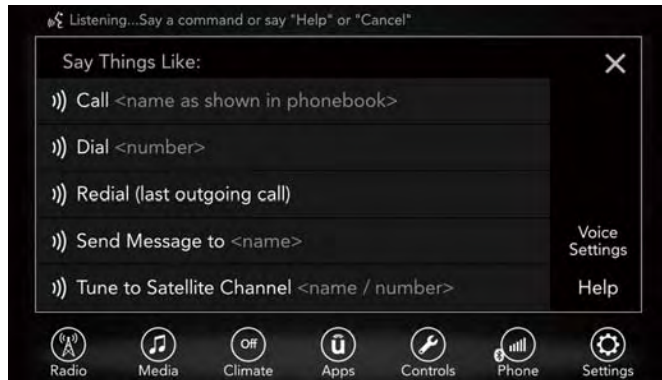 Listening...Say a command or say "Help" or "Cancel"
Say Things Like:
Call <name as shown in phonebook>
Dial <number>
Redial (last outgoing call)
Send Message to <name>
Voice
Settings
Tune to Satellite Channel <name / number>
Help
Off
ū
Radio
Media
Climate
Apps
Controls
Phone
Settings